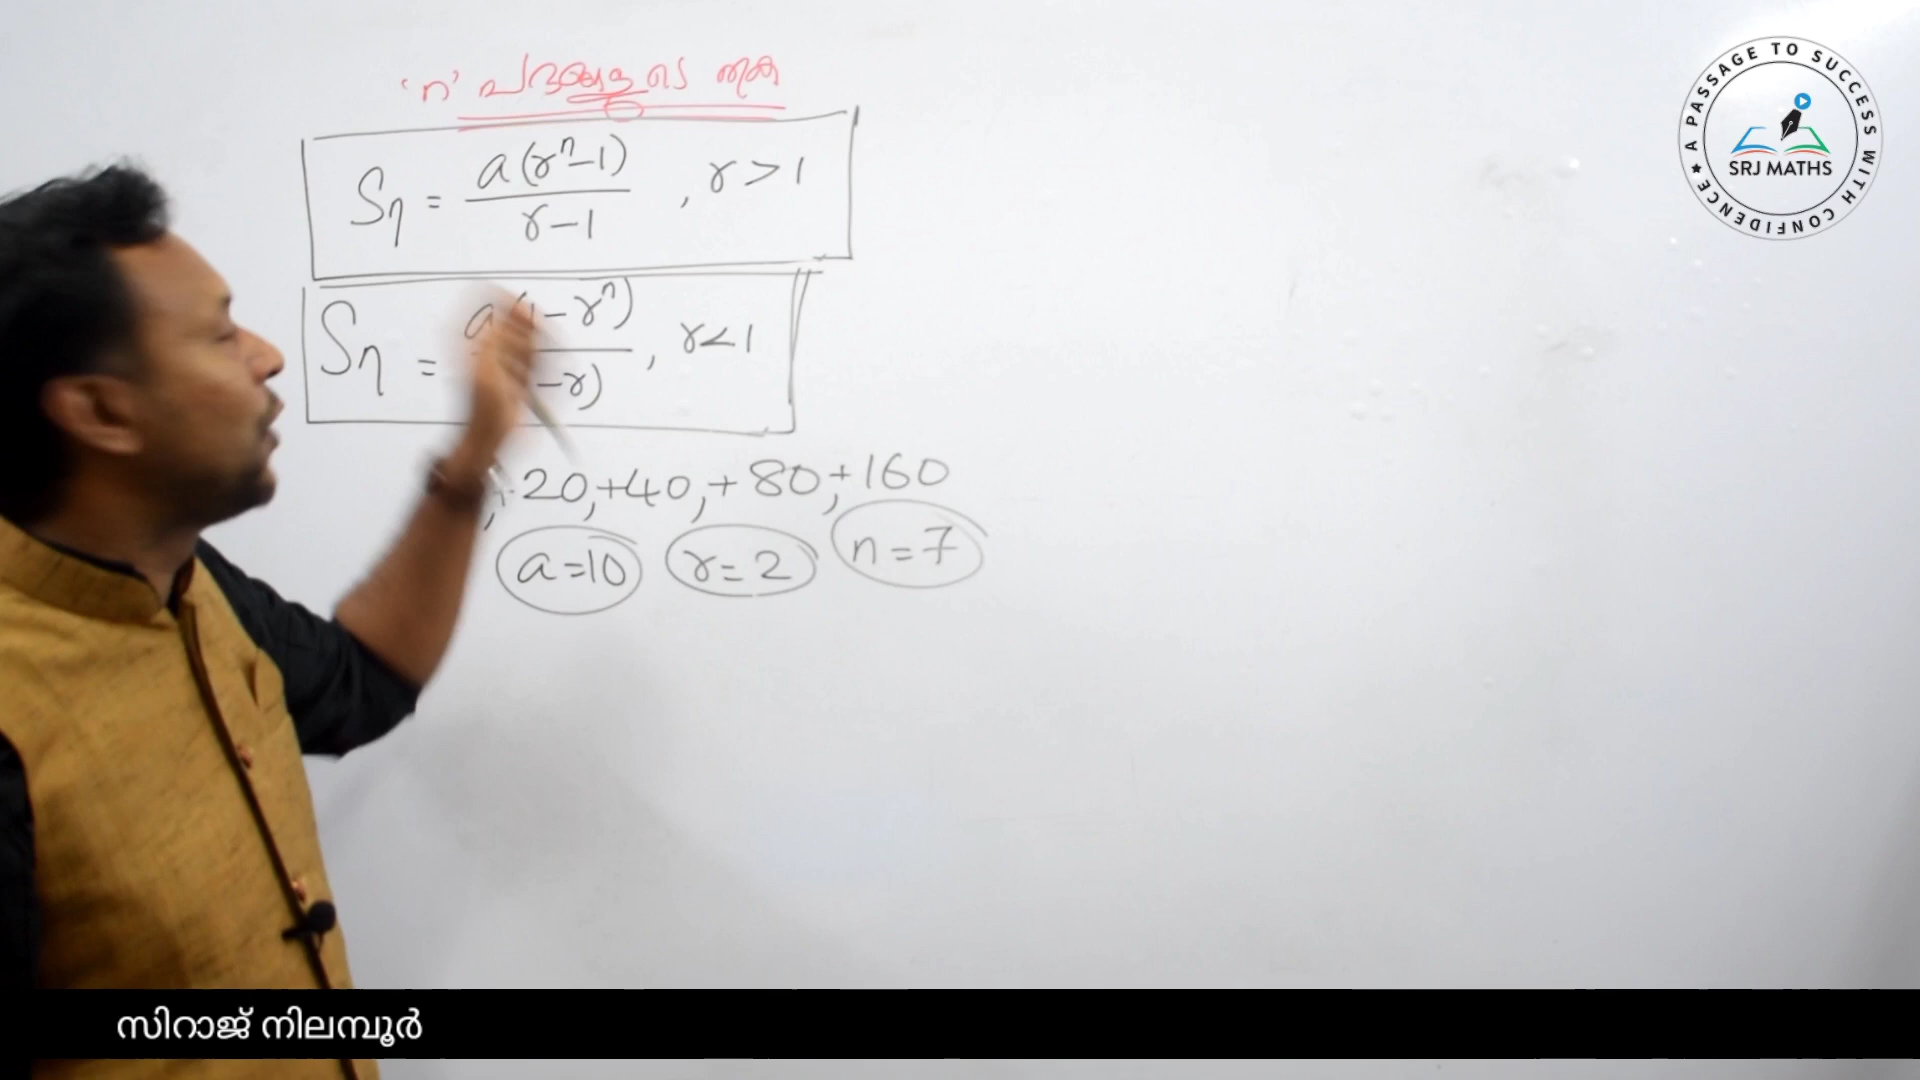 'n' പദങ്ങളുടെ തുക
Sn = a(r^n-1) / r-1 , r>1
Sn = a(1-r^n) / -r) , r<1
+20,+40,+80,+160
a=10 r=2 n=7
A PASSAGE TO SUCCESS WITH CONFIDENCE
SRJ MATHS
സിറാജ് നിലമ്പൂർ